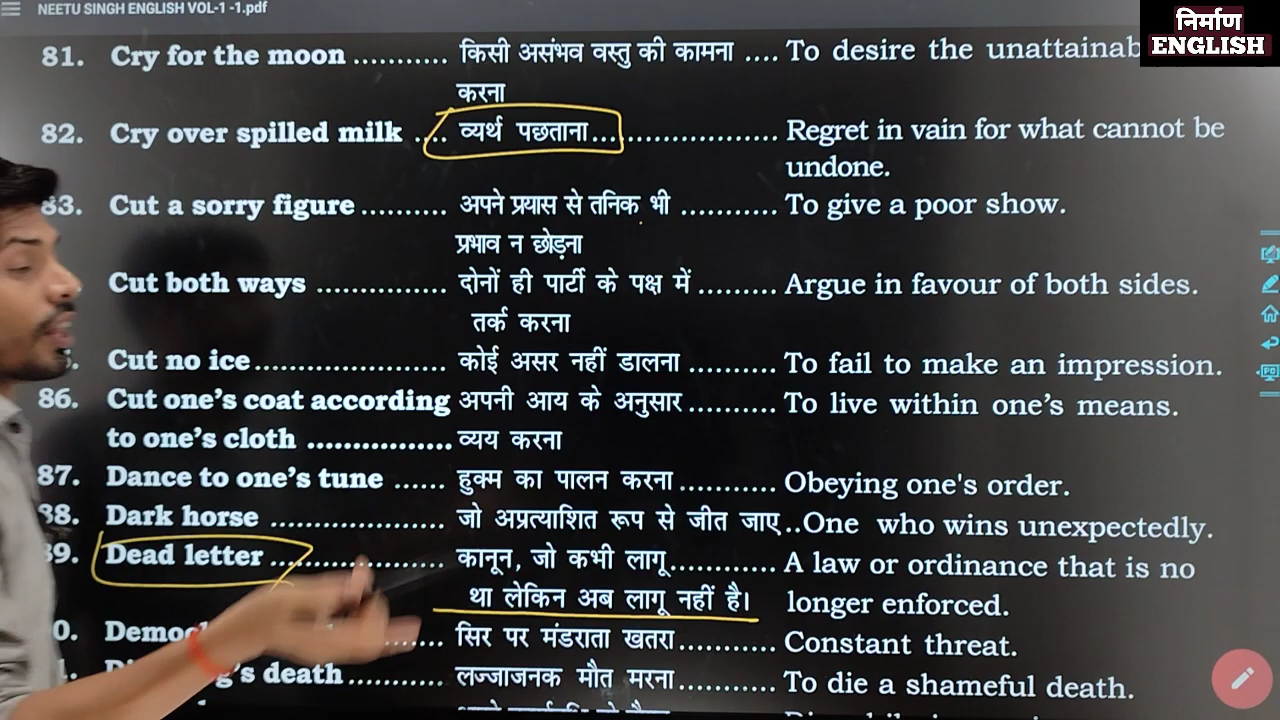 NEETU SINGH ENGLISH VOL-1 -1.pdf
निर्माण
ENGLISH
81. Cry for the moon ........... किसी असंभव वस्तु की कामना .... To desire the
करना
82. Cry over spilled milk .... व्यर्थ पछताना..................... Regret in vain for what cannot be
undone.
83. Cut a sorry figure.......... अपने प्रयास से तनिक भी ........... To give a poor show.
प्रभाव न छोड़ना
Cut both ways ............... दोनों ही पार्टी के पक्ष में ......... Argue in favour of both sides.
तर्क करना
Cut no ice...................... कोई असर नहीं डालना .......... To fail to make an impression.
86. Cut one's coat according अपनी आय के अनुसार ........... To live within one's means.
to one's cloth ................. व्यय करना
87. Dance to one's tune ...... हुक्म का पालन करना........... Obeying one's order.
88. Dark horse .................... जो अप्रत्याशित रूप से जीत जाए ..One who wins unexpectedly.
89. Dead letter .................... कानून, जो कभी लागू............ A law or ordinance that is no
था लेकिन अब लागू नहीं है। longer enforced.
सिर पर मंडराता खतरा........... Constant threat.
death........... लज्जाजनक मौत मरना........... To die a shameful death.